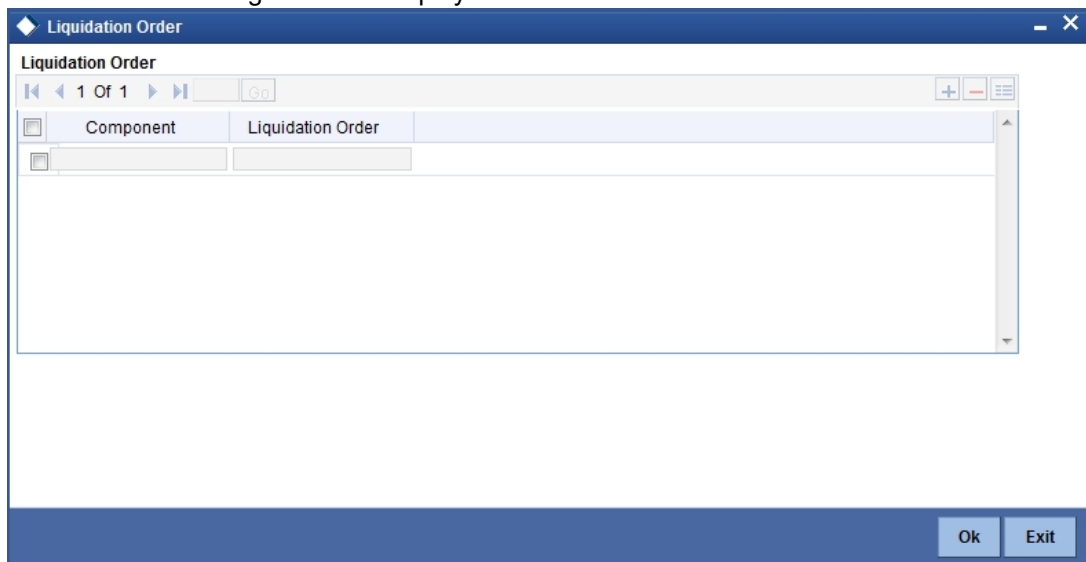 Liquidation Order
Liquidation Order
1 Of 1 Go
Component Liquidation Order
Ok Exit